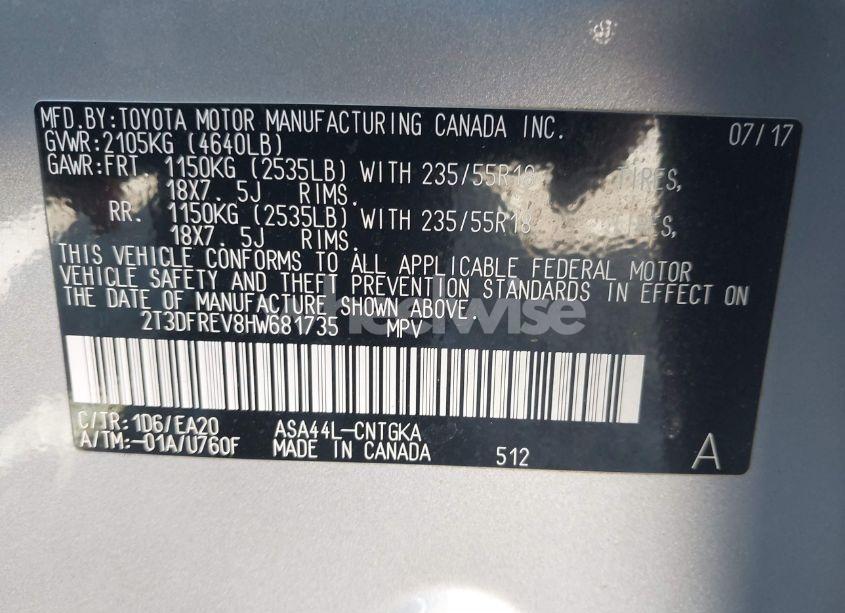 MFD.BY:TOYOTA MOTOR MANUFACTURING CANADA INC. 07/17
GVWR:2105KG (4640LB)
GAWR:FRT. 1150KG (2535LB) WITH 235/55R18 TIRES,
18X7. 5J RIMS.
RR. 1150KG (2535LB) WITH 235/55R18 TIRES,
18X7. 5J RIMS.
THIS VEHICLE CONFORMS TO ALL APPLICABLE FEDERAL MOTOR
VEHICLE SAFETY AND THEFT PREVENTION STANDARDS IN EFFECT ON
THE DATE OF MANUFACTURE SHOWN ABOVE.
2T3DFREV8HW681735 MPV
C/TR:1D6/EA20 ASA44L-CNTGKA
A/TM:-01A/U760F MADE IN CANADA 512 A